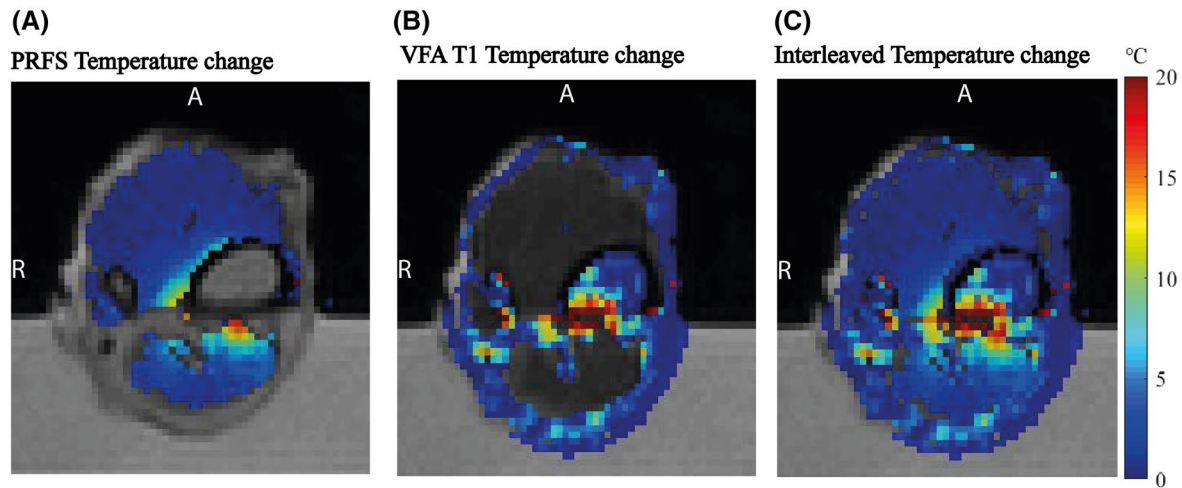 (A)
PRFS Temperature change
A
R
(B)
VFA T1 Temperature change
A
R
(C)
Interleaved Temperature change
A
R
°C
20
15
10
5
0